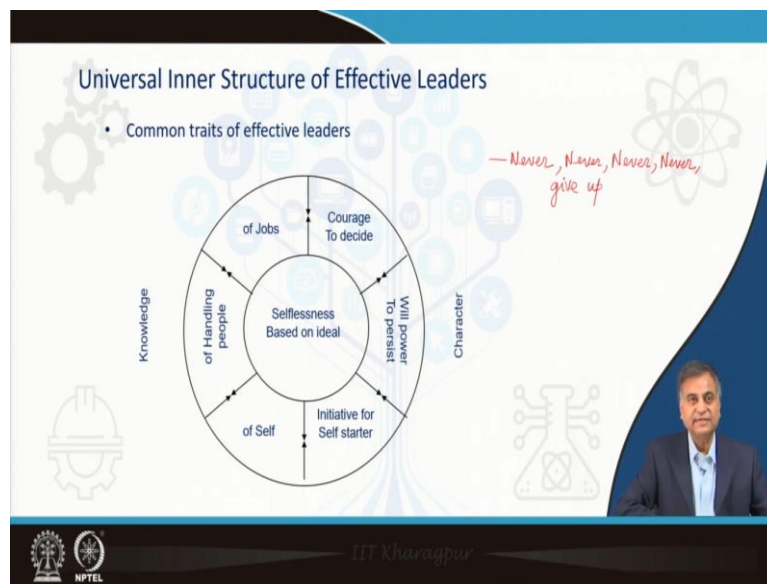 Universal Inner Structure of Effective Leaders
• Common traits of effective leaders
— Never, Never, Never, Never,
give up
of Jobs
Courage
To decide
Knowledge
of Handling
people
Selflessness
Based on ideal
Will power
To persist
Character
of Self
Initiative for
Self starter
NPTEL
IIT Kharagpur